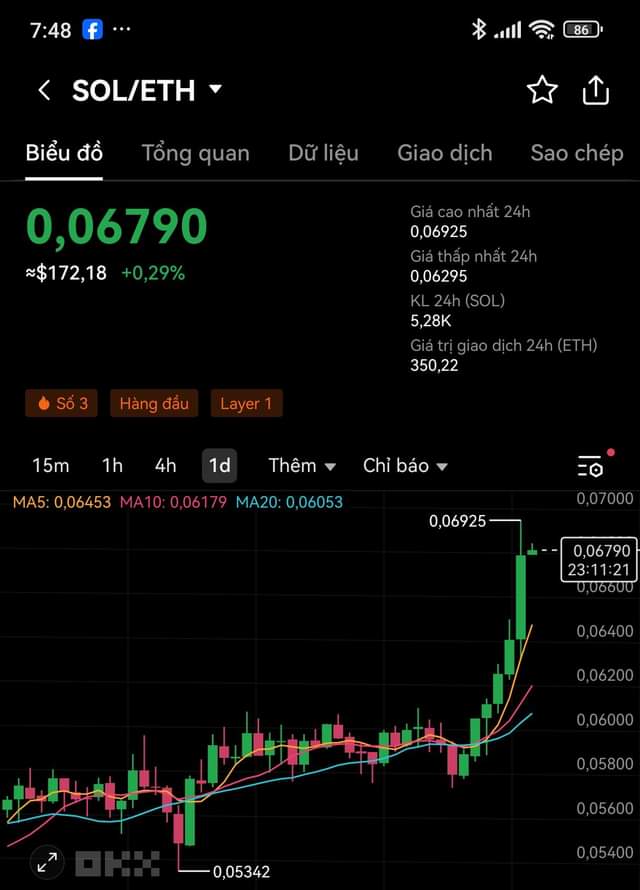 7:48
86
SOL/ETH
Biểu đồ Tổng quan Dữ liệu Giao dịch Sao chép
0,06790
≈$172,18 +0,29%
Giá cao nhất 24h
0,06925
Giá thấp nhất 24h
0,06295
KL 24h (SOL)
5,28K
Giá trị giao dịch 24h (ETH)
350,22
Số 3 Hàng đầu Layer 1
15m 1h 4h 1d Thêm Chỉ báo
MA5: 0,06453 MA10: 0,06179 MA20: 0,06053
0,07000
0,06925
0,06790
23:11:21
0,06600
0,06400
0,06200
0,06000
0,05800
0,05600
0,05400
OKX
0,05342